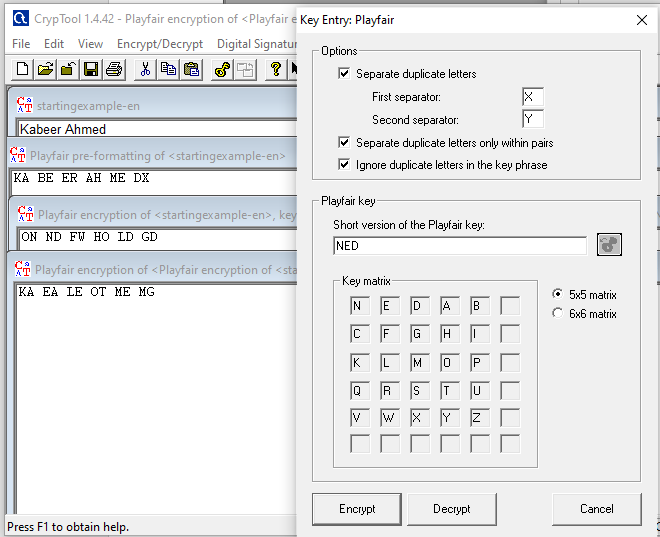 CrypTool 1.4.42 - Playfair encryption of <Playfair e
File Edit View Encrypt/Decrypt Digital Signatur
startingexample-en
Kabeer Ahmed
Playfair pre-formatting of <startingexample-en>
KA BE ER AH ME DX
Playfair encryption of <startingexample-en>, key
ON ND FW HO LD GD
Playfair encryption of <Playfair encryption of <sta
KA EA LE OT ME MG
Press F1 to obtain help.
Key Entry: Playfair
Options
Separate duplicate letters
First separator: X
Second separator: Y
Separate duplicate letters only within pairs
Ignore duplicate letters in the key phrase
Playfair key
Short version of the Playfair key:
NED
Key matrix
N E D A B
C F G H I
K L M O P
Q R S T U
V W X Y Z
5x5 matrix
6x6 matrix
Encrypt Decrypt Cancel